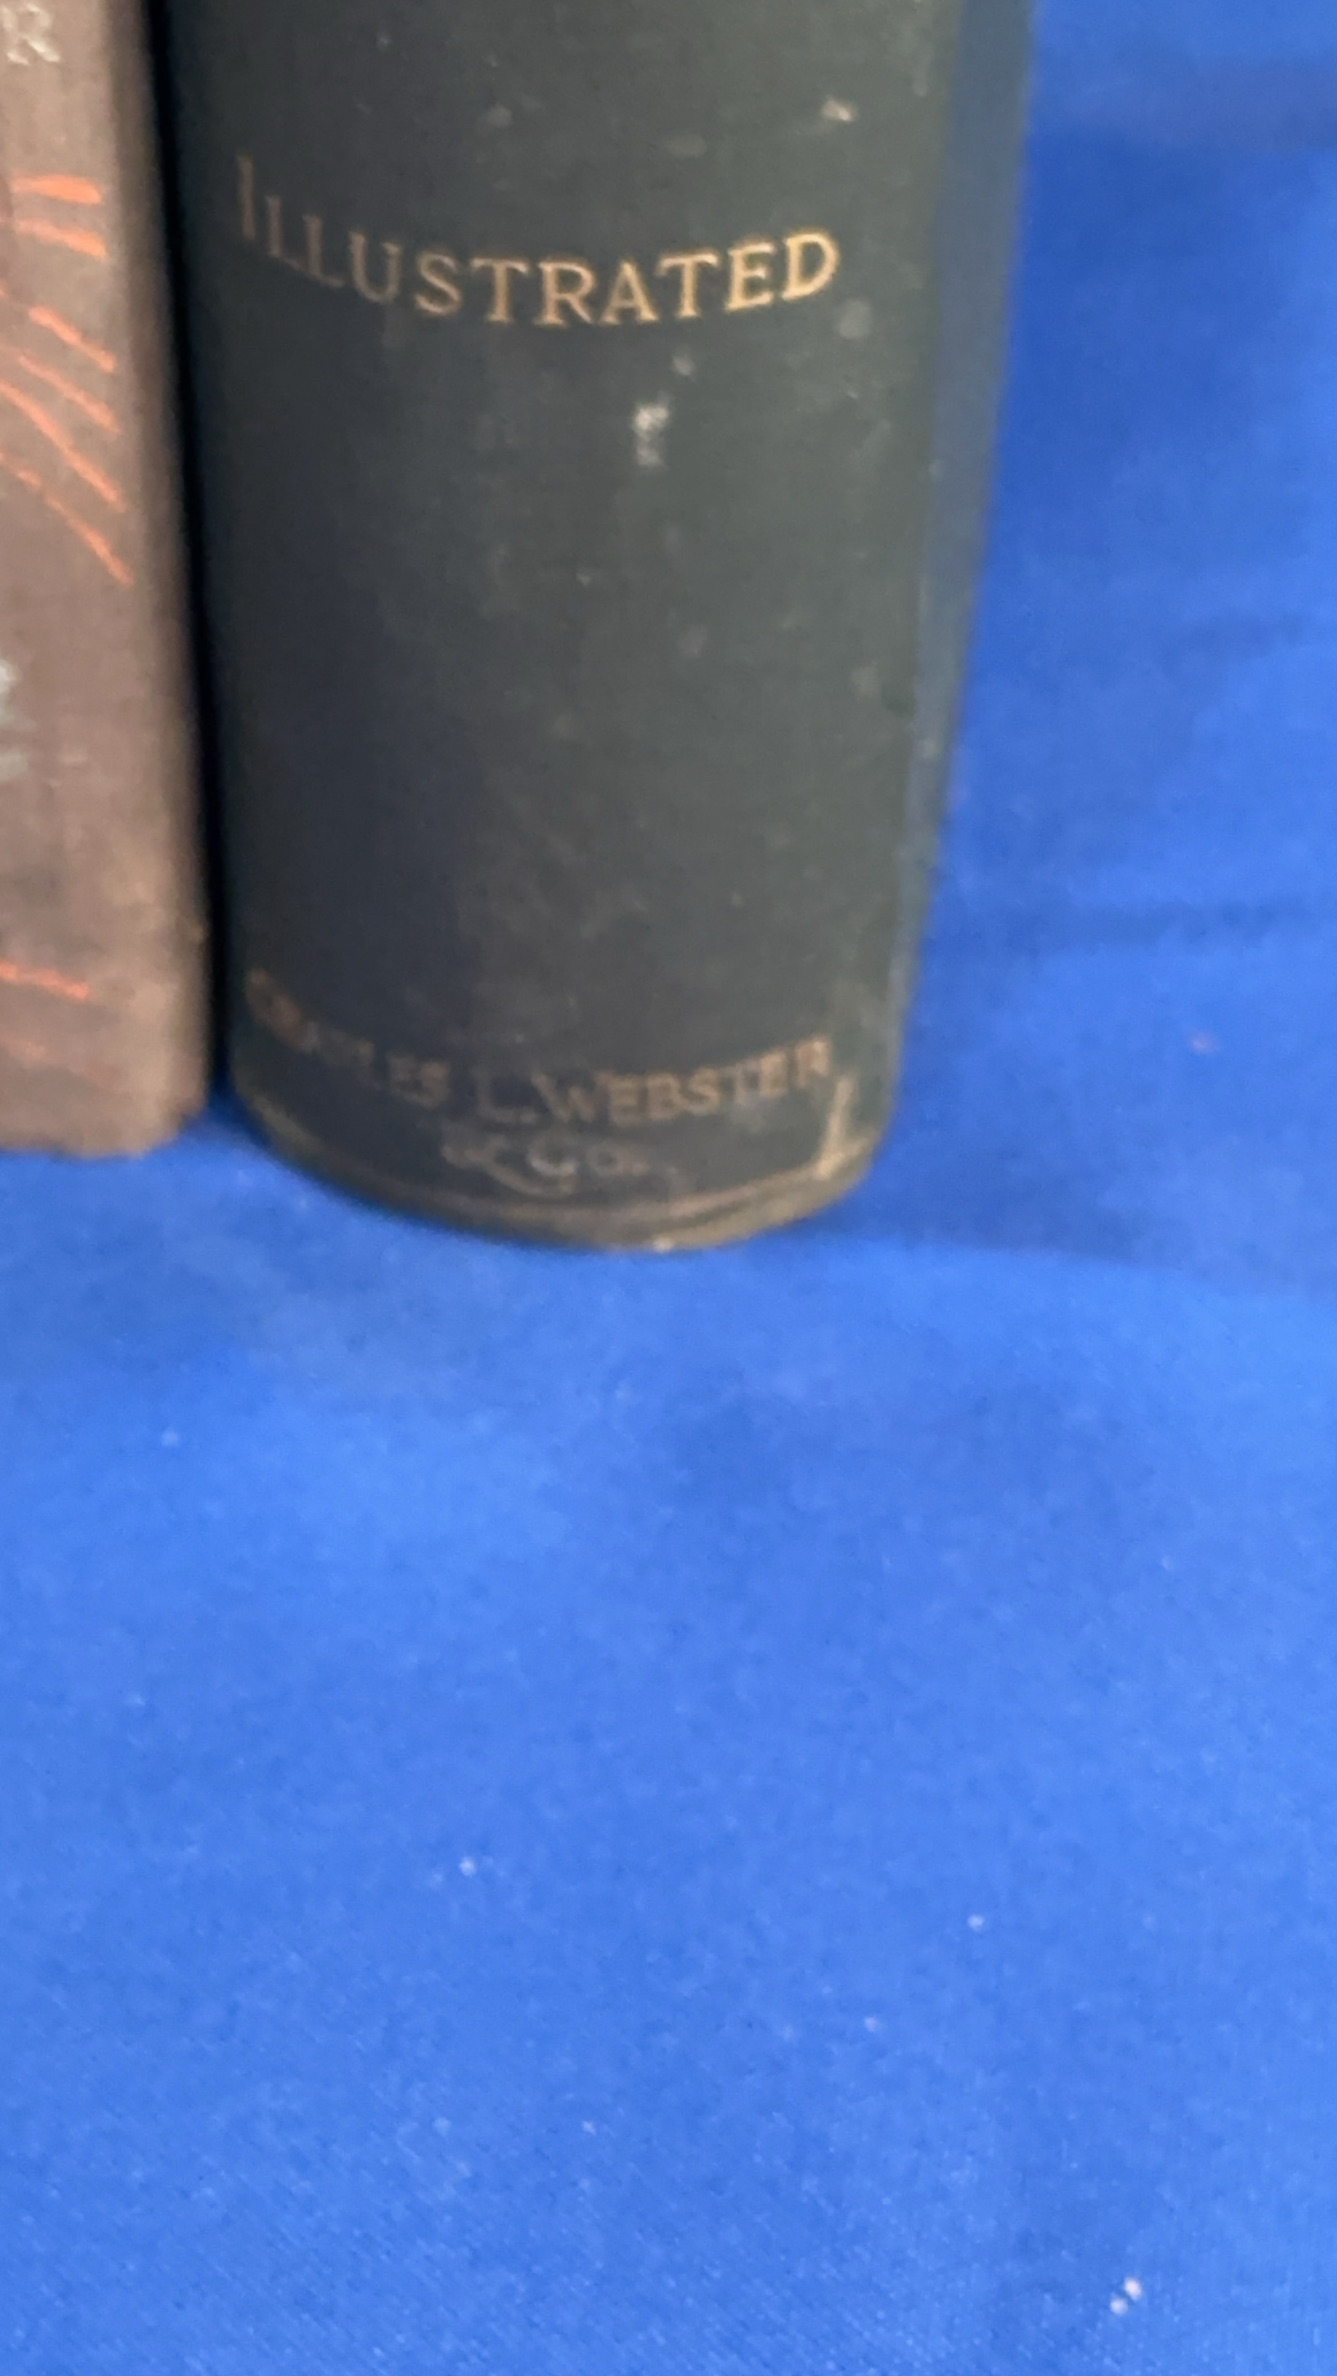 R
ILLUSTRATED
CHARLES L. WEBSTER
& Co.